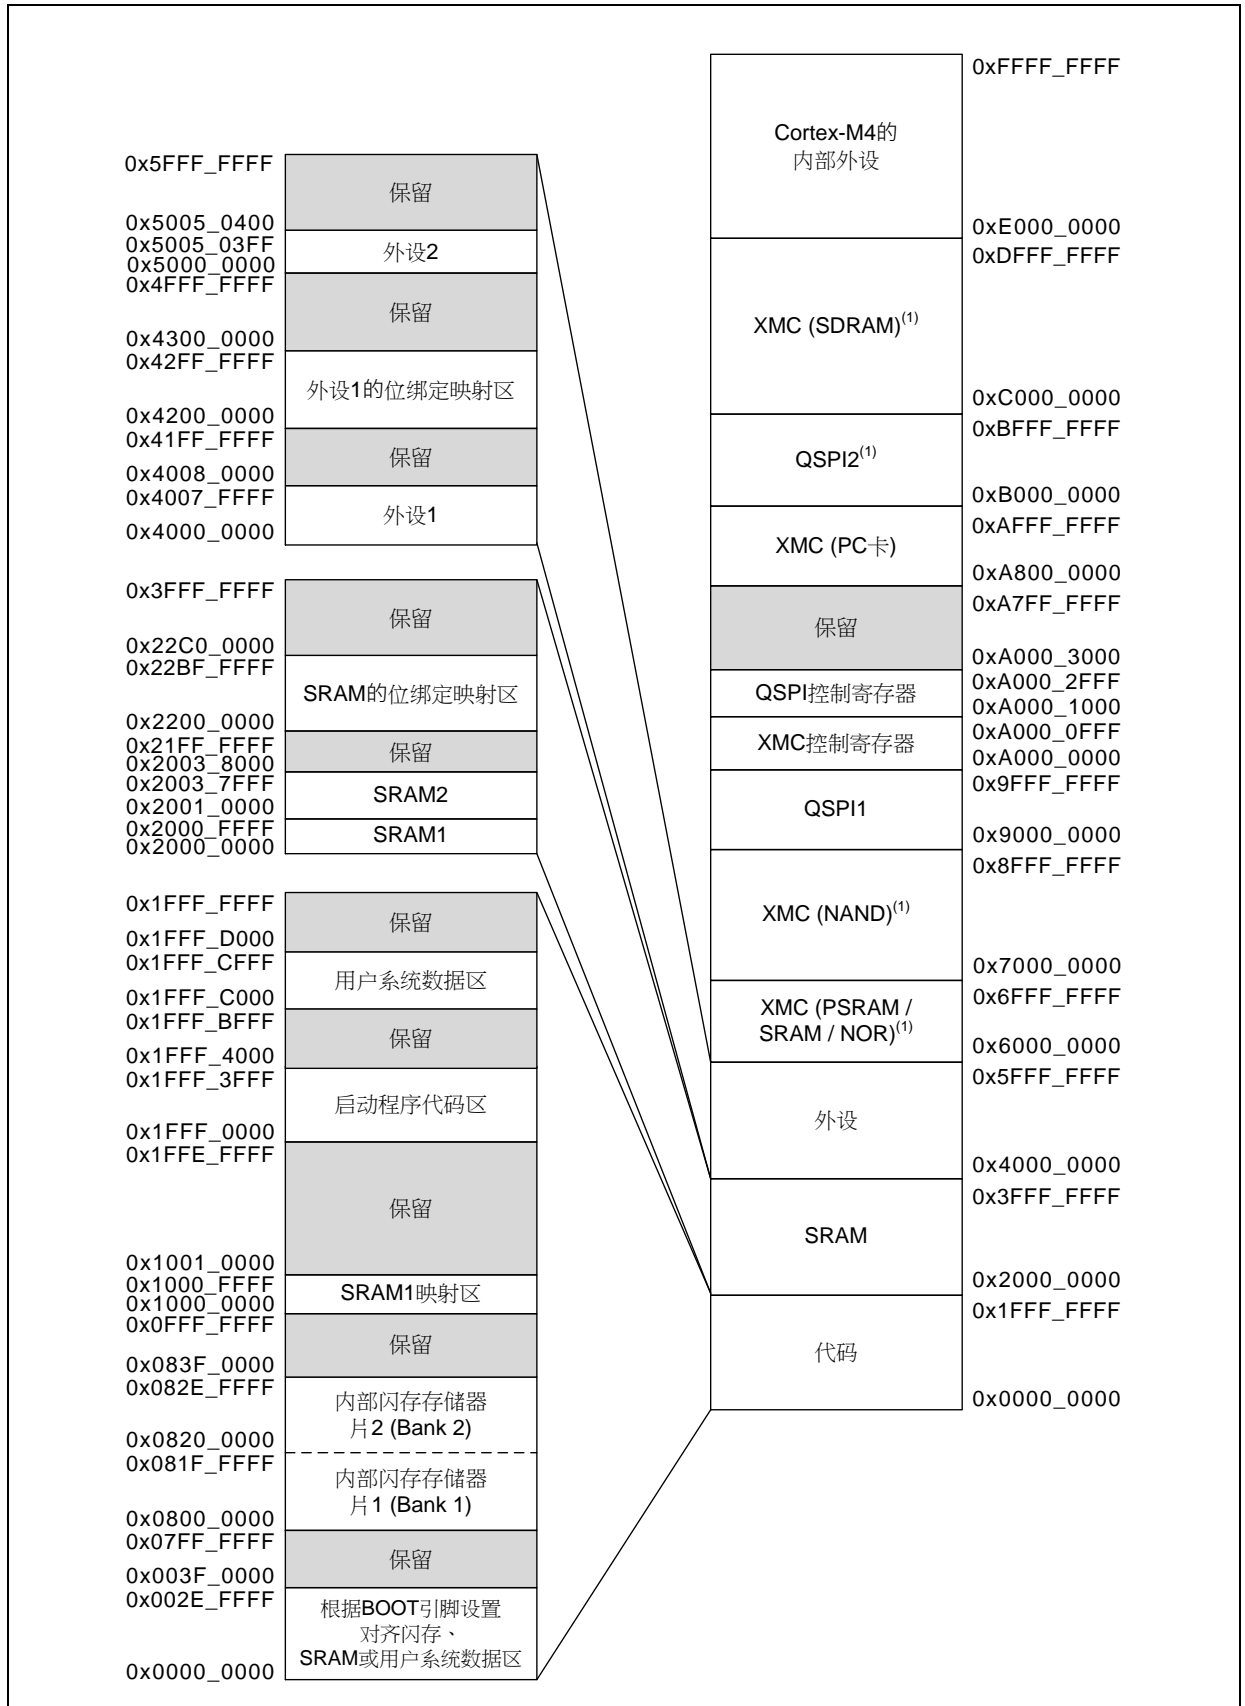 0x5FFF_FFFF
保留
0x5005_0400
0x5005_03FF
外设2
0x5000_0000
0x4FFF_FFFF
保留
0x4300_0000
0x42FF_FFFF
外设1的位绑定映射区
0x4200_0000
0x41FF_FFFF
保留
0x4008_0000
0x4007_FFFF
外设1
0x4000_0000
0x3FFF_FFFF
保留
0x22C0_0000
0x22BF_FFFF
SRAM的位绑定映射区
0x2200_0000
0x21FF_FFFF
保留
0x2003_8000
0x2003_7FFF
SRAM2
0x2001_0000
0x2000_FFFF
SRAM1
0x2000_0000
0x1FFF_FFFF
保留
0x1FFF_D000
0x1FFF_CFFF
用户系统数据区
0x1FFF_C000
0x1FFF_BFFF
保留
0x1FFF_4000
0x1FFF_3FFF
启动程序代码区
0x1FFF_0000
0x1FFE_FFFF
保留
0x1001_0000
0x1000_FFFF
SRAM1映射区
0x1000_0000
0x0FFF_FFFF
保留
0x083F_0000
0x082E_FFFF
内部闪存存储器
片2 (Bank 2)
0x0820_0000
0x081F_FFFF
内部闪存存储器
片1 (Bank 1)
0x0800_0000
0x07FF_FFFF
保留
0x003F_0000
0x002E_FFFF
根据BOOT引脚设置
对齐闪存、
SRAM或用户系统数据区
0x0000_0000
0xFFFF_FFFF
Cortex-M4的
内部外设
0xE000_0000
0xDFFF_FFFF
XMC (SDRAM)(1)
0xC000_0000
0xBFFF_FFFF
QSPI2(1)
0xB000_0000
0xAFFF_FFFF
XMC (PC卡)
0xA800_0000
0xA7FF_FFFF
保留
0xA000_3000
0xA000_2FFF
QSPI控制寄存器
0xA000_1000
0xA000_0FFF
XMC控制寄存器
0xA000_0000
0x9FFF_FFFF
QSPI1
0x9000_0000
0x8FFF_FFFF
XMC (NAND)(1)
0x7000_0000
0x6FFF_FFFF
XMC (PSRAM /
SRAM / NOR)(1)
0x6000_0000
0x5FFF_FFFF
外设
0x4000_0000
0x3FFF_FFFF
SRAM
0x2000_0000
0x1FFF_FFFF
代码
0x0000_0000